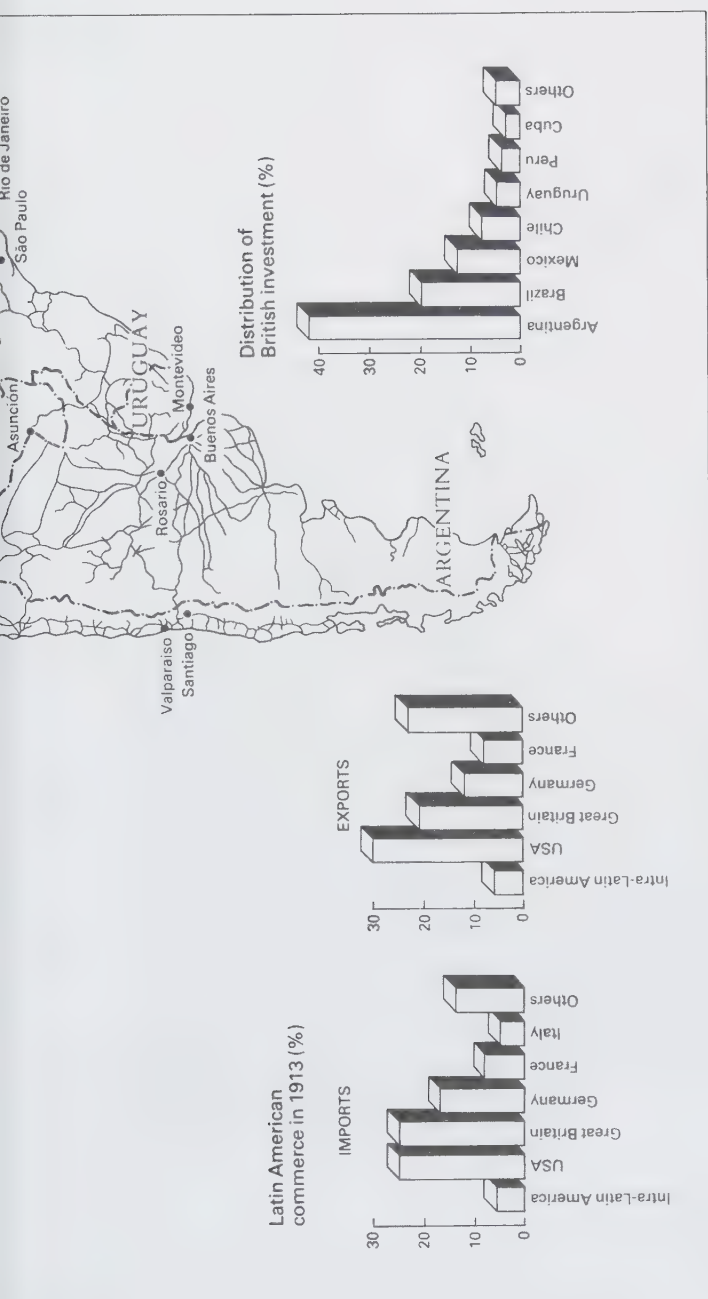 Rio de Janeiro
São Paulo
Asunción
URUGUAY
Montevideo
Buenos Aires
Rosario
Valparaiso
Santiago
ARGENTINA
Latin American
commerce in 1913 (%)
IMPORTS
30
20
10
0
Intra-Latin America
USA
Great Britain
Germany
France
Italy
Others
EXPORTS
30
20
10
0
Intra-Latin America
USA
Great Britain
Germany
France
Others
Distribution of
British investment (%)
40
30
20
10
0
Argentina
Brazil
Mexico
Chile
Uruguay
Peru
Cuba
Others